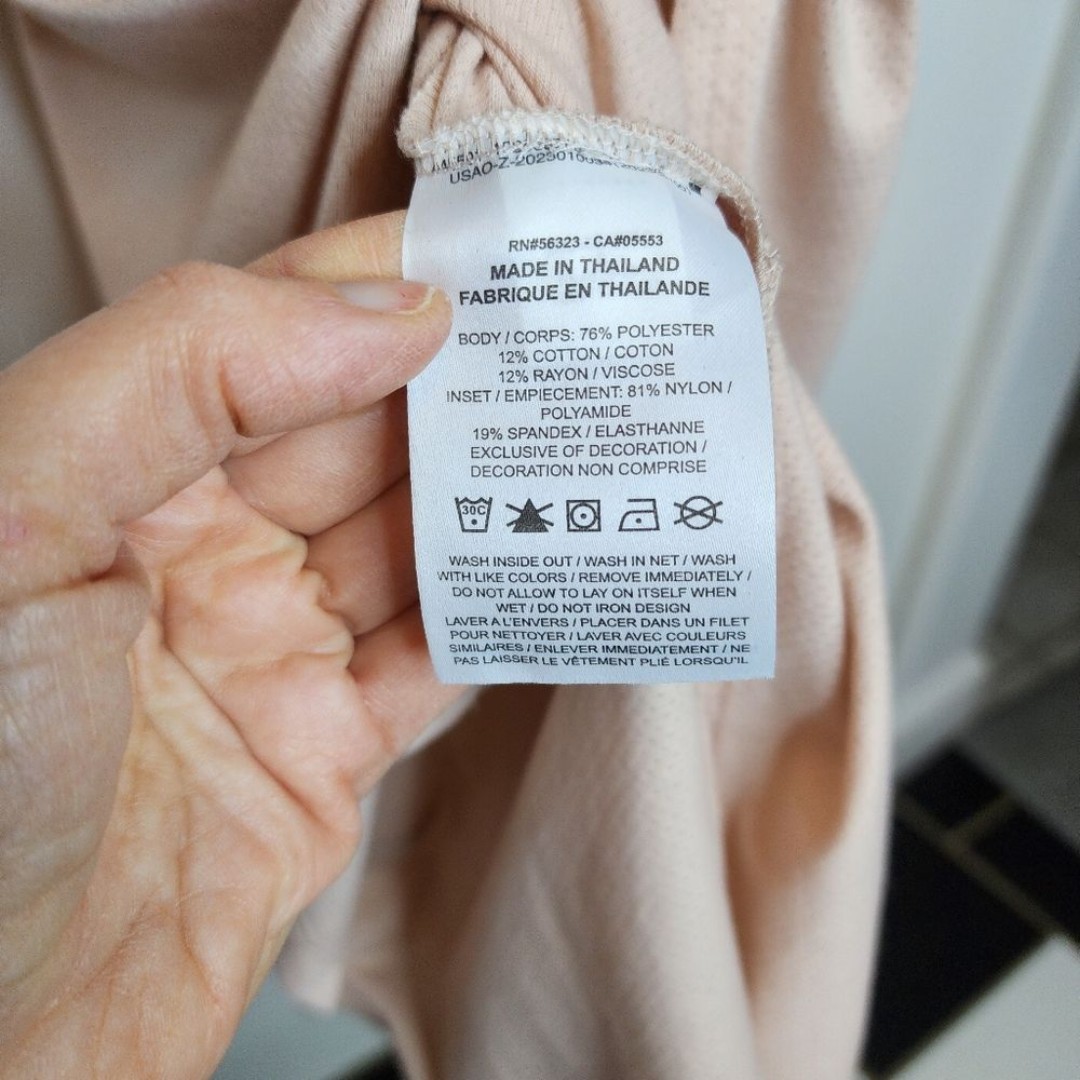 RN#56323 - CA#05553
MADE IN THAILAND
FABRIQUE EN THAILANDE
BODY / CORPS: 76% POLYESTER
12% COTTON / COTON
12% RAYON / VISCOSE
INSET / EMPIECEMENT: 81% NYLON /
POLYAMIDE
19% SPANDEX / ELASTHANNE
EXCLUSIVE OF DECORATION /
DECORATION NON COMPRISE
30C
WASH INSIDE OUT / WASH IN NET / WASH
WITH LIKE COLORS / REMOVE IMMEDIATELY /
DO NOT ALLOW TO LAY ON ITSELF WHEN
WET / DO NOT IRON DESIGN
LAVER A L'ENVERS / PLACER DANS UN FILET
POUR NETTOYER / LAVER AVEC COULEURS
SIMILAIRES / ENLEVER IMMEDIATEMENT / NE
PAS LAISSER LE VÊTEMENT PLIÉ LORSQU'IL